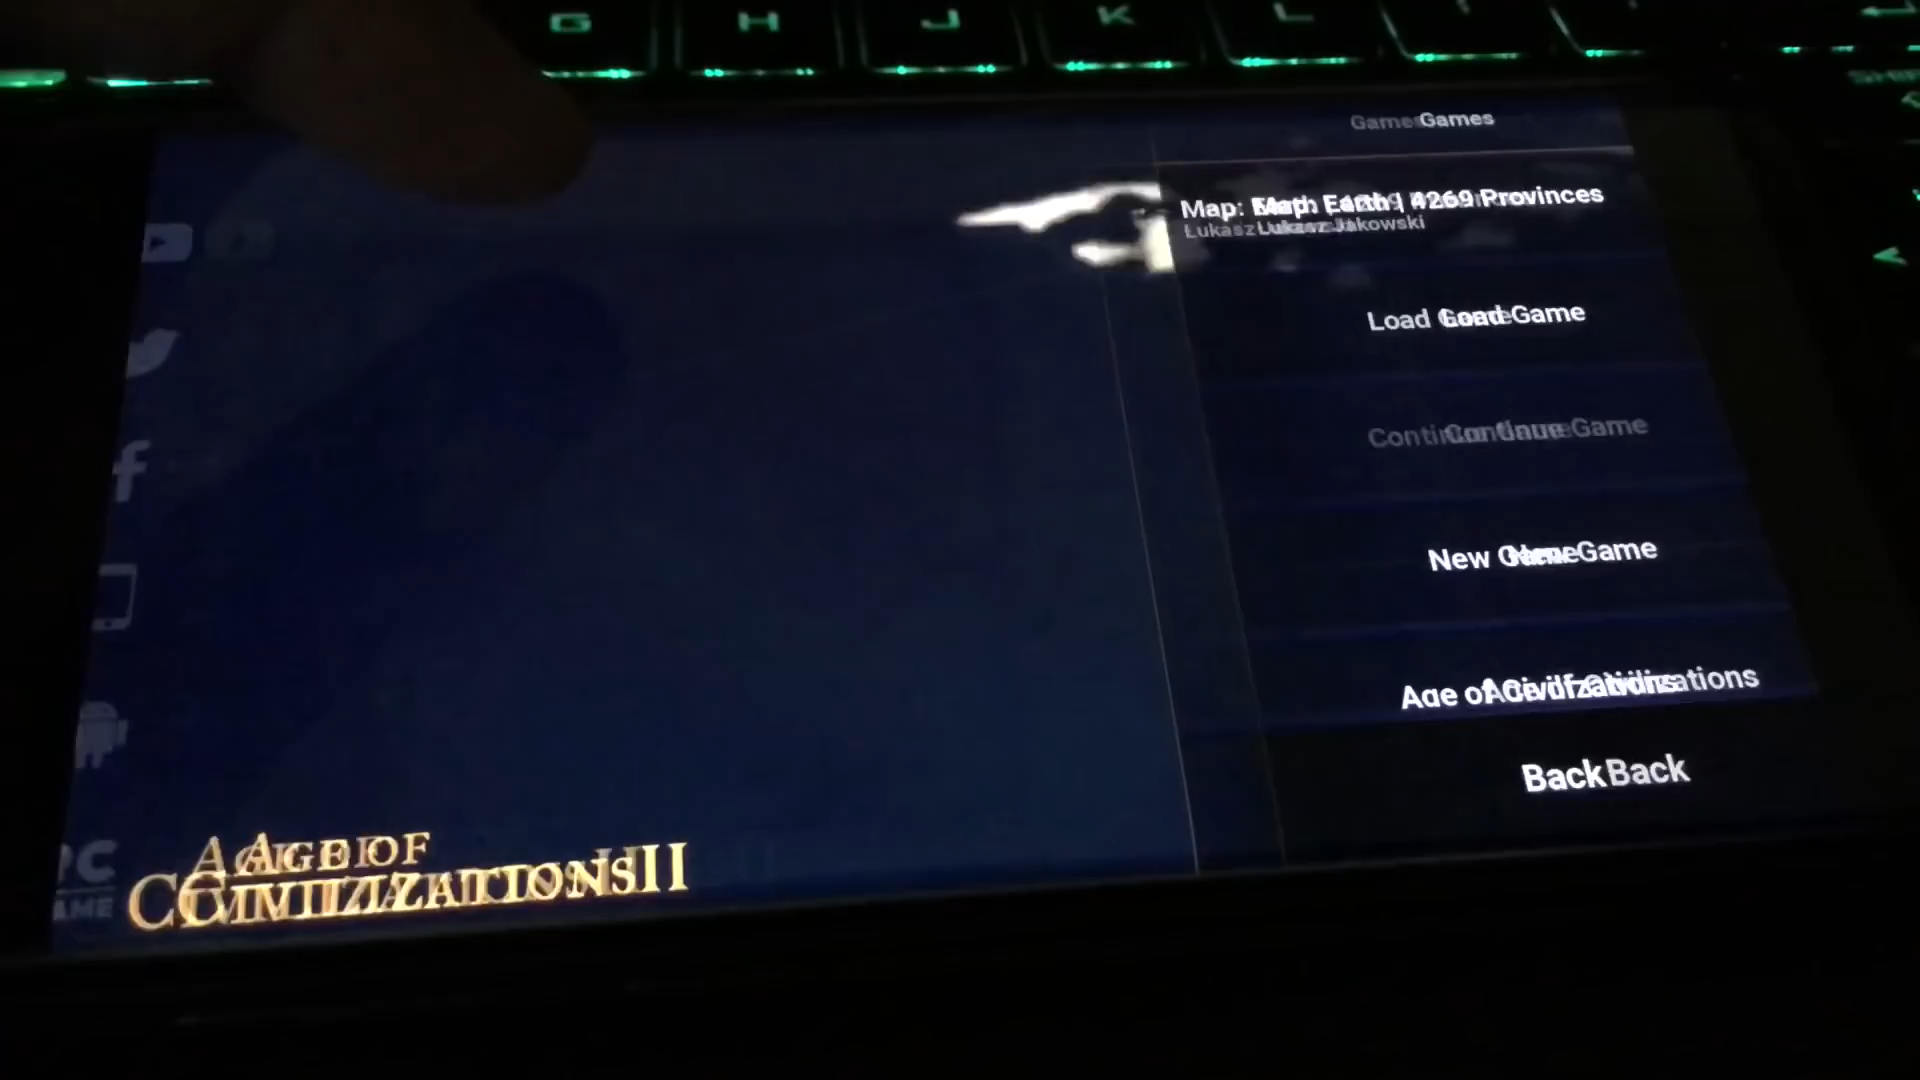 G H J K L
Games
Map: Earth | 4269 Provinces
Łukasz Jakowski
Load Game
Continue Game
New Game
Age of Civilizations
Back
AGE OF
CIVILIZATIONS II